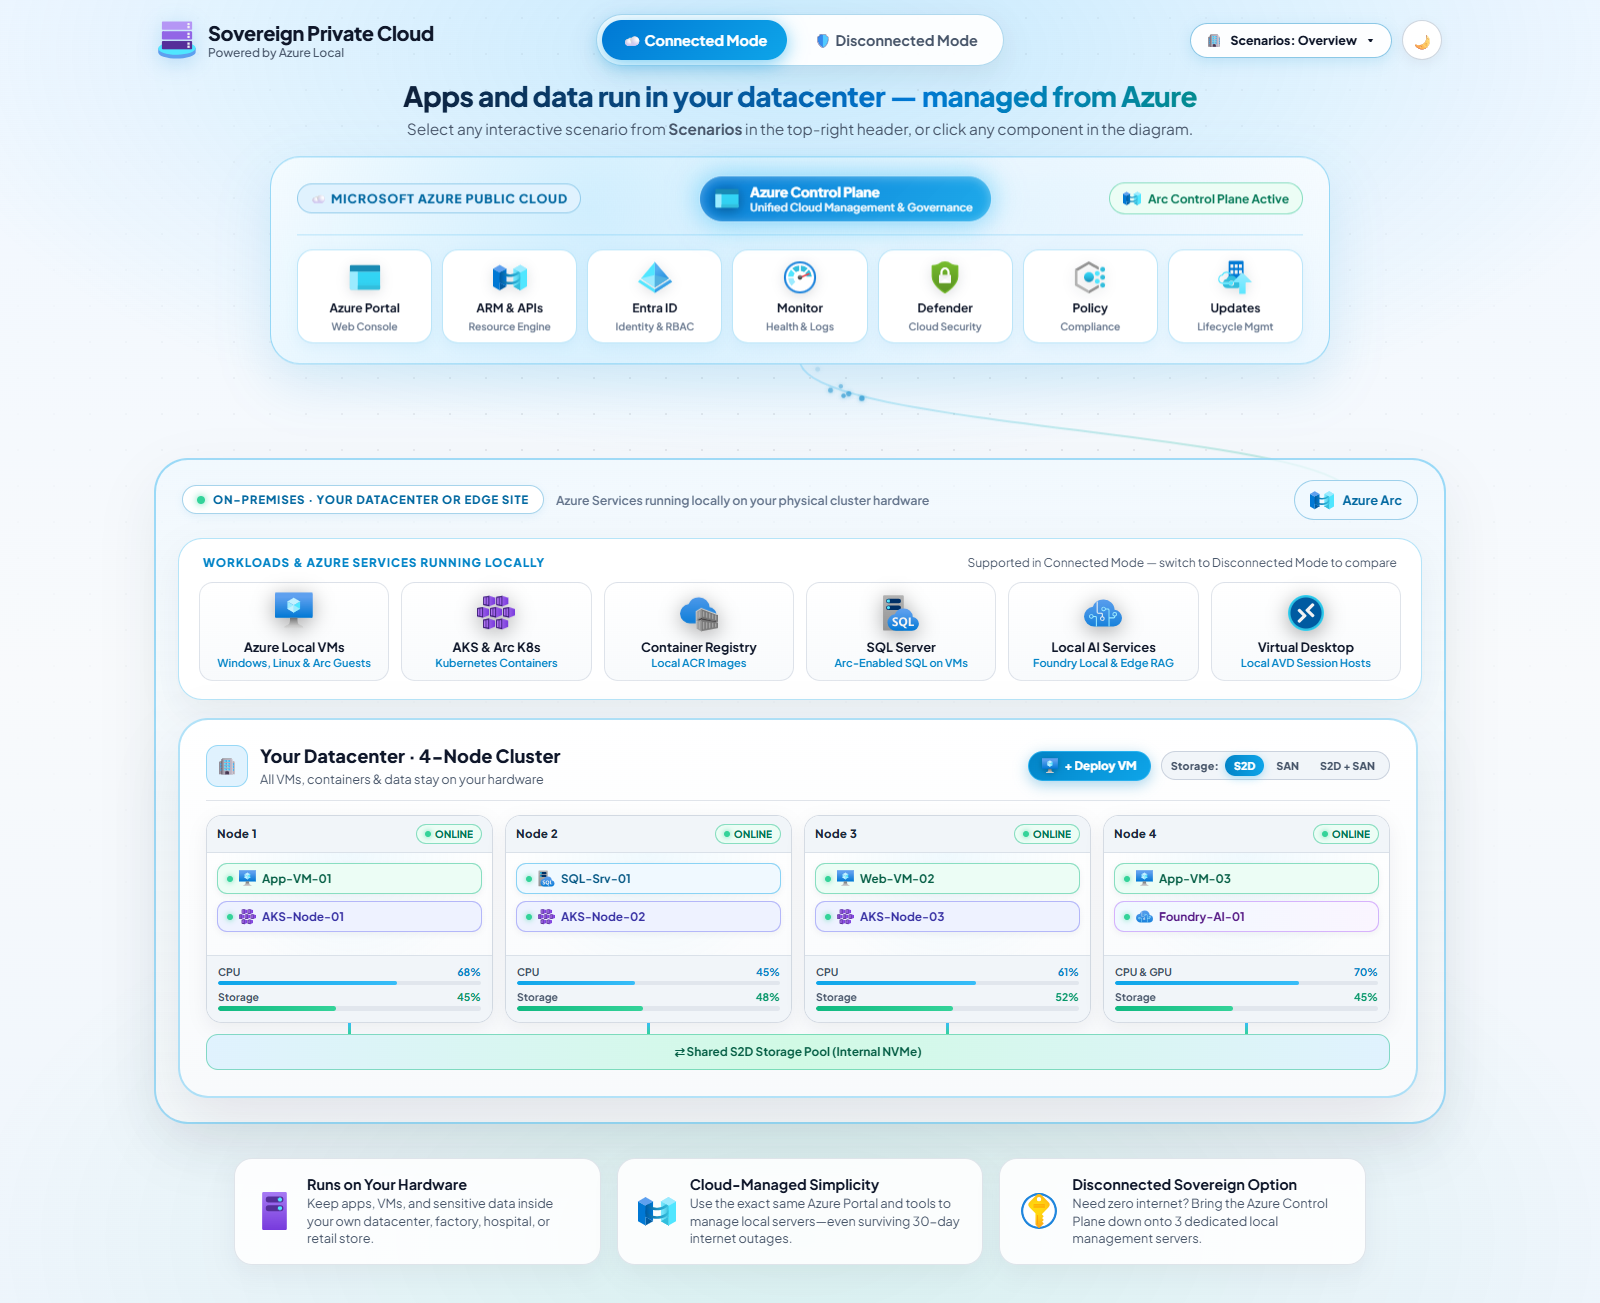 Sovereign Private Cloud
Powered by Azure Local
Connected Mode
Disconnected Mode
Scenarios: Overview
Apps and data run in your datacenter — managed from Azure
Select any interactive scenario from Scenarios in the top-right header, or click any component in the diagram.
MICROSOFT AZURE PUBLIC CLOUD
Azure Control Plane
Unified Cloud Management & Governance
Arc Control Plane Active
Azure Portal
Web Console
ARM & APIs
Resource Engine
Entra ID
Identity & RBAC
Monitor
Health & Logs
Defender
Cloud Security
Policy
Compliance
Updates
Lifecycle Mgmt
ON-PREMISES · YOUR DATACENTER OR EDGE SITE
Azure Services running locally on your physical cluster hardware
Azure Arc
WORKLOADS & AZURE SERVICES RUNNING LOCALLY
Supported in Connected Mode — switch to Disconnected Mode to compare
Azure Local VMs
Windows, Linux & Arc Guests
AKS & Arc K8s
Kubernetes Containers
Container Registry
Local ACR Images
SQL
SQL Server
Arc-Enabled SQL on VMs
Local AI Services
Foundry Local & Edge RAG
Virtual Desktop
Local AVD Session Hosts
Your Datacenter · 4-Node Cluster
All VMs, containers & data stay on your hardware
+ Deploy VM
Storage: S2D SAN S2D + SAN
Node 1
ONLINE
App-VM-01
AKS-Node-01
CPU 68%
Storage 45%
Node 2
ONLINE
SQL-Srv-01
AKS-Node-02
CPU 45%
Storage 48%
Node 3
ONLINE
Web-VM-02
AKS-Node-03
CPU 61%
Storage 52%
Node 4
ONLINE
App-VM-03
Foundry-AI-01
CPU & GPU 70%
Storage 45%
⇄ Shared S2D Storage Pool (Internal NVMe)
Runs on Your Hardware
Keep apps, VMs, and sensitive data inside
your own datacenter, factory, hospital, or
retail store.
Cloud-Managed Simplicity
Use the exact same Azure Portal and tools to
manage local servers—even surviving 30-day
internet outages.
Disconnected Sovereign Option
Need zero internet? Bring the Azure Control
Plane down onto 3 dedicated local
management servers.